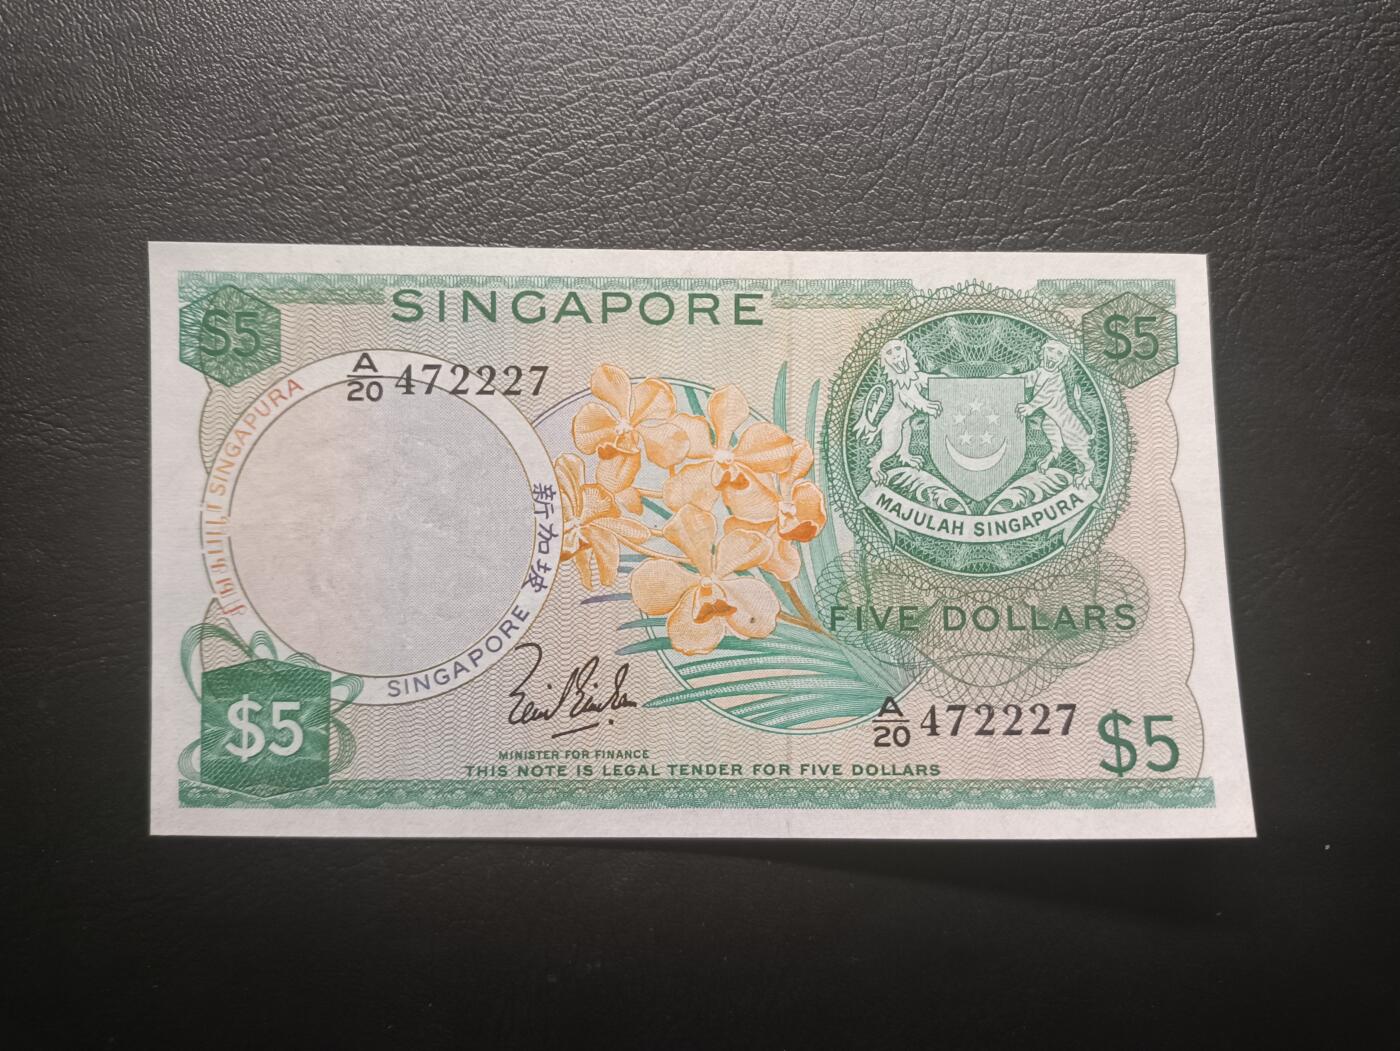 SINGAPORE
$5
$5
A/20 472227
SINGAPURA
新加坡
SINGAPORE
MAJULAH SINGAPURA
FIVE DOLLARS
A/20 472227
$5
$5
MINISTER FOR FINANCE
THIS NOTE IS LEGAL TENDER FOR FIVE DOLLARS